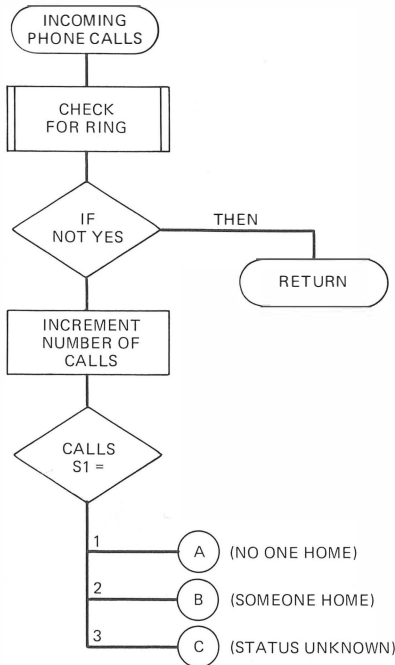 INCOMING
PHONE CALLS
CHECK
FOR RING
IF
NOT YES
THEN
RETURN
INCREMENT
NUMBER OF
CALLS
CALLS
S1 =
1
A (NO ONE HOME)
2
B (SOMEONE HOME)
3
C (STATUS UNKNOWN)